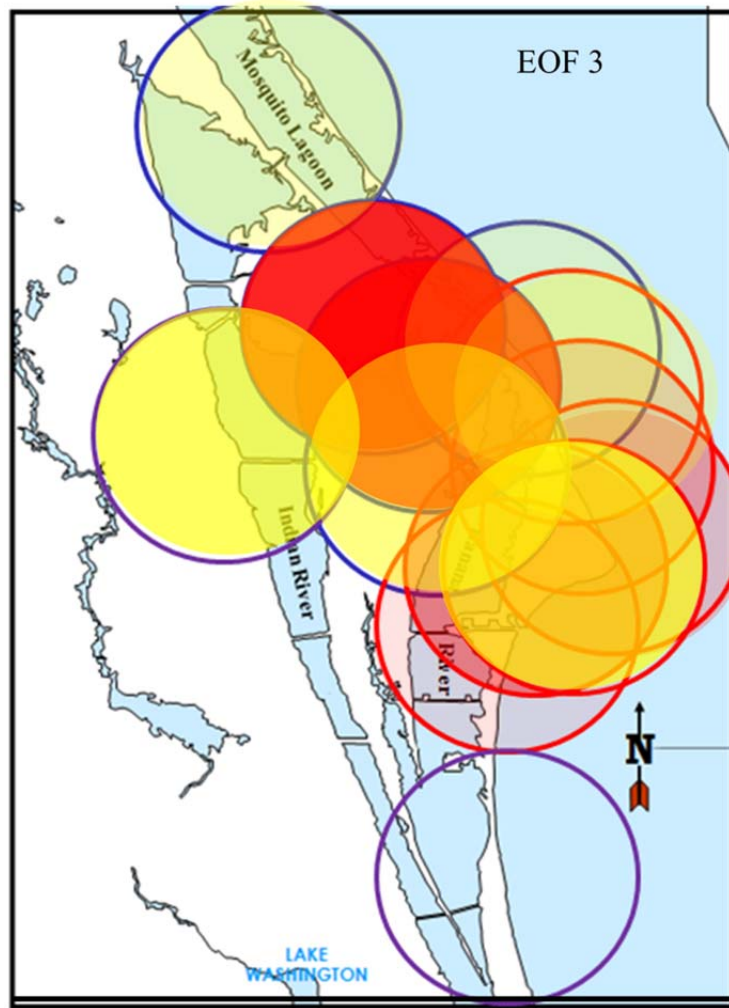 EOF 3
Mosquito Lagoon
Indian River
River
N
LAKE
WASHINGTON